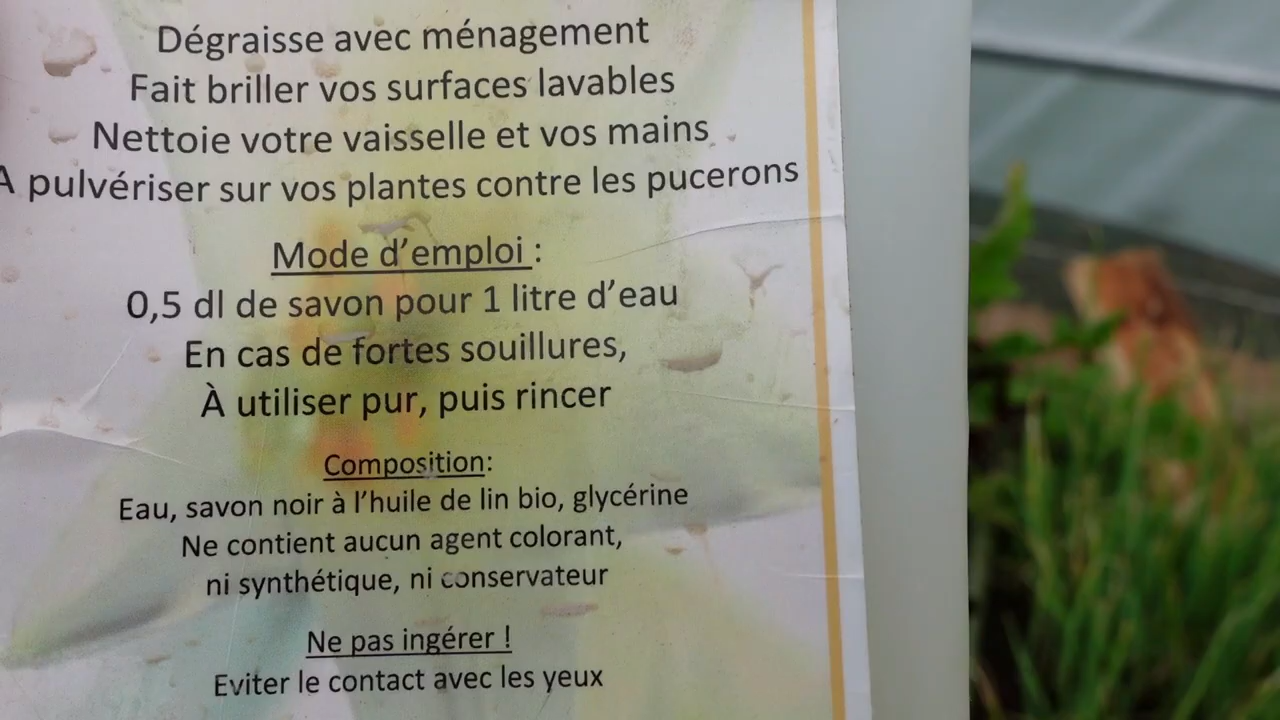 Dégraisse avec ménagement
Fait briller vos surfaces lavables
Nettoie votre vaisselle et vos mains
A pulvériser sur vos plantes contre les pucerons
Mode d'emploi :
0,5 dl de savon pour 1 litre d'eau
En cas de fortes souillures,
À utiliser pur, puis rincer
Composition:
Eau, savon noir à l'huile de lin bio, glycérine
Ne contient aucun agent colorant,
ni synthétique, ni conservateur
Ne pas ingérer !
Eviter le contact avec les yeux